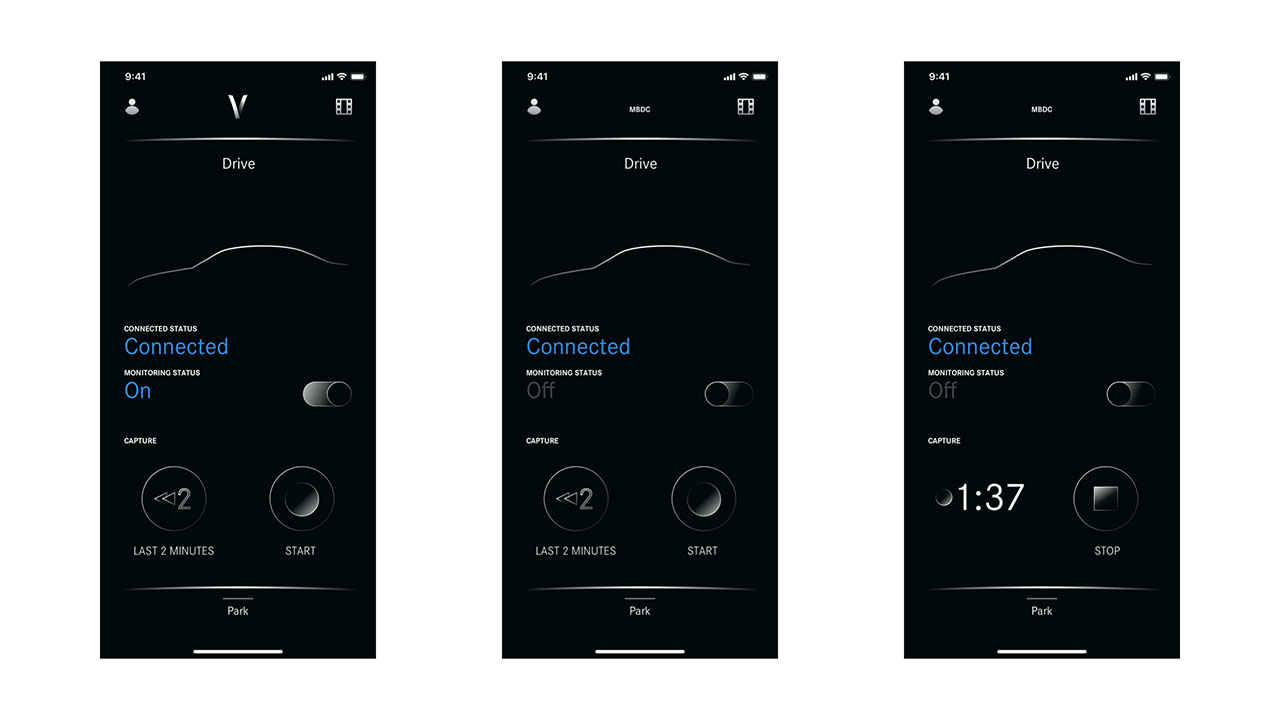 9:41
Drive
CONNECTED STATUS
Connected
MONITORING STATUS
On
CAPTURE
2
LAST 2 MINUTES
START
Park
9:41
MBDC
Drive
CONNECTED STATUS
Connected
MONITORING STATUS
Off
CAPTURE
2
LAST 2 MINUTES
START
Park
9:41
MBDC
Drive
CONNECTED STATUS
Connected
MONITORING STATUS
Off
CAPTURE
1:37
STOP
Park